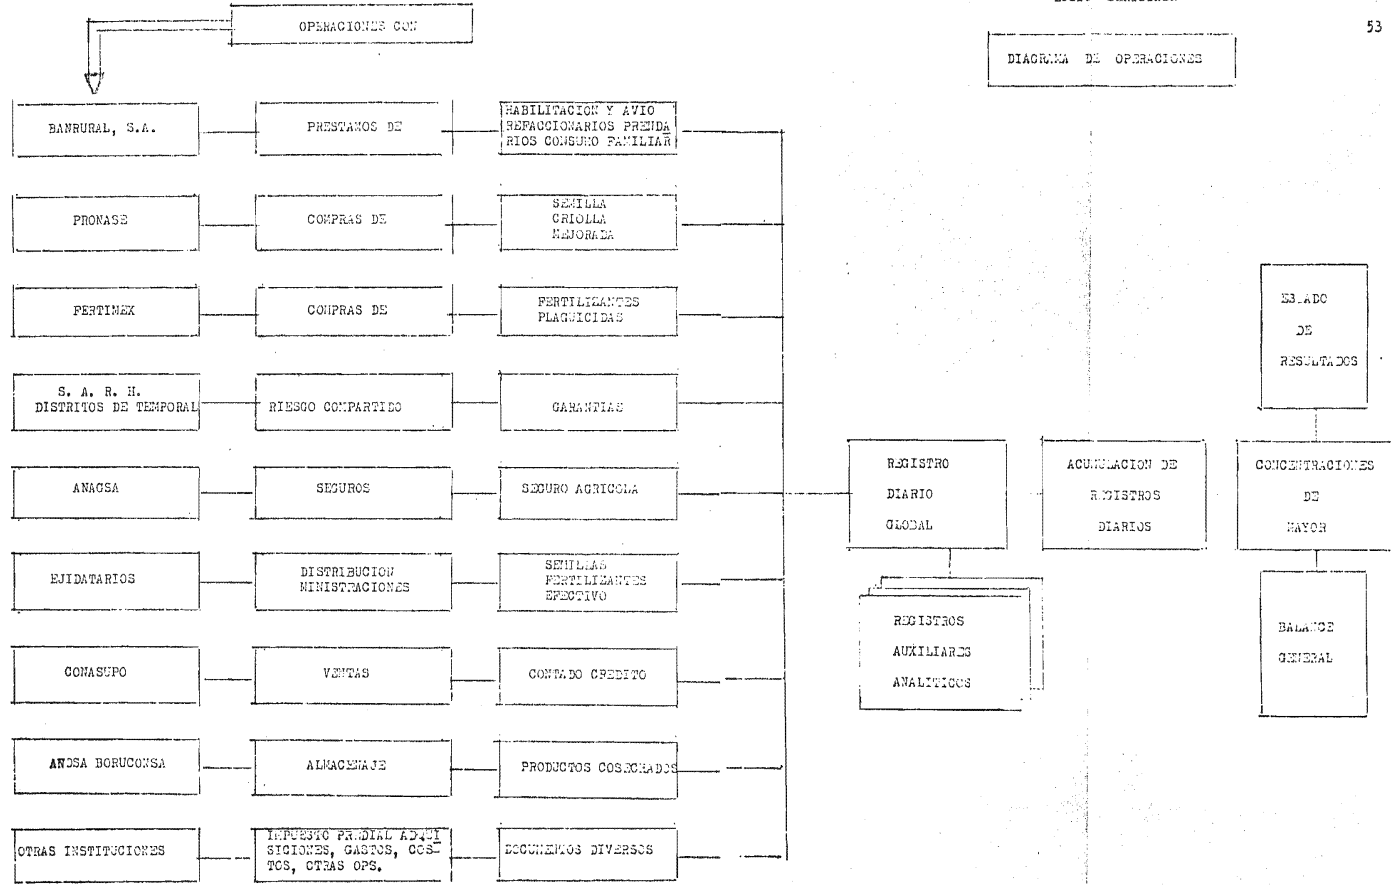 53
OPERACIONES CON
DIAGRAMA DE OPERACIONES
BANRURAL, S.A.
PRESTAMOS DE
HABILITACION Y AVIO
REFACCIONARIOS PRENDA
RIOS CONSUMO FAMILIAR
PRONASE
COMPRAS DE
SEMILLA
CRIOLLA
MEJORADA
FERTIMEX
COMPRAS DE
FERTILIZANTES
PLAGUICIDAS
S. A. R. H.
DISTRITOS DE TEMPORAL
RIESGO COMPARTIDO
GARANTIAS
ANAGSA
SEGUROS
SEGURO AGRICOLA
EJIDATARIOS
DISTRIBUCION
MINISTRACIONES
SEMILLAS
FERTILIZANTES
EFECTIVO
CONASUPO
VENTAS
CONTADO CREDITO
ANDSA BORUCONSA
ALMACENAJE
PRODUCTOS COSECHADOS
OTRAS INSTITUCIONES
IMPUESTO PREDIAL ADQUI
SICIONES, GASTOS, COS-
TOS, OTRAS OPS.
DOCUMENTOS DIVERSOS
REGISTRO
DIARIO
GLOBAL
REGISTROS
AUXILIARES
ANALITICOS
ACUMULACION DE
REGISTROS
DIARIOS
ESTADO
DE
RESULTADOS
CONCENTRACIONES
DE
MAYOR
BALANCE
GENERAL